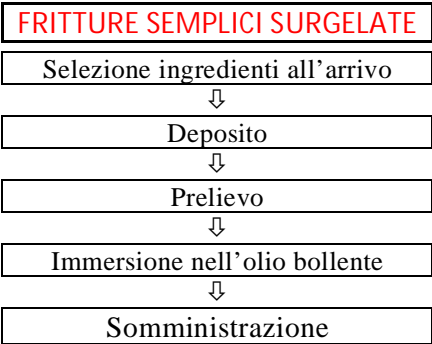 FRITTURE SEMPLICI SURGELATE
Selezione ingredienti all'arrivo
⇩
Deposito
⇩
Prelievo
⇩
Immersione nell'olio bollente
⇩
Somministrazione